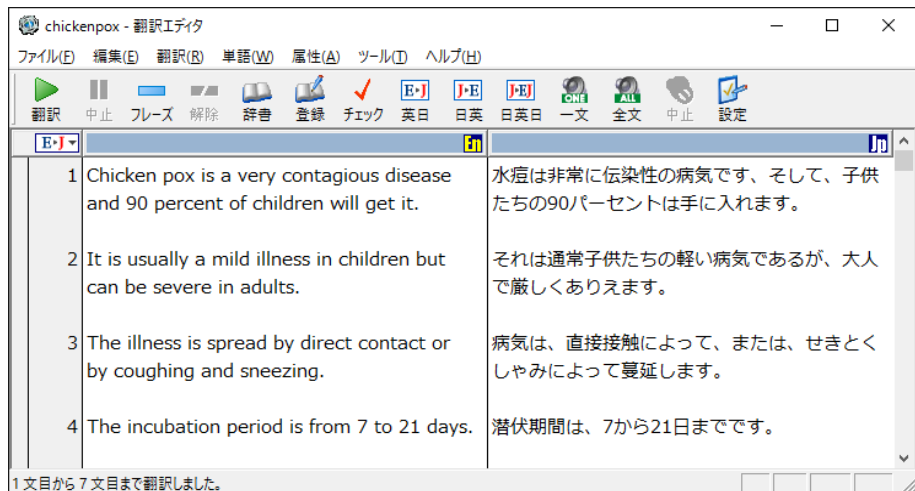 chickenpox - 翻訳エディタ
ファイル(F) 編集(E) 翻訳(R) 単語(W) 属性(A) ツール(T) ヘルプ(H)
E・J J・E J・EJ ONE ALL
翻訳 中止 フレーズ 解除 辞書 登録 チェック 英日 日英 日英日 一文 全文 中止 設定
E・J En Jp
1 Chicken pox is a very contagious disease 水痘は非常に伝染性の病気です、そして、子供
and 90 percent of children will get it. たちの90パーセントは手に入れます。
2 It is usually a mild illness in children but それは通常子供たちの軽い病気であるが、大人
can be severe in adults. で厳しくありえます。
3 The illness is spread by direct contact or 病気は、直接接触によって、または、せきとく
by coughing and sneezing. しゃみによって蔓延します。
4 The incubation period is from 7 to 21 days. 潜伏期間は、7から21日までです。
1 文目から 7 文目まで翻訳しました。